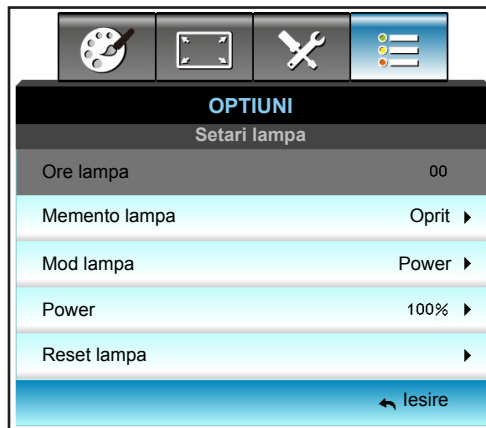 OPTIUNI
Setari lampa
Ore lampa 00
Memento lampa Oprit
Mod lampa Power
Power 100%
Reset lampa
Iesire